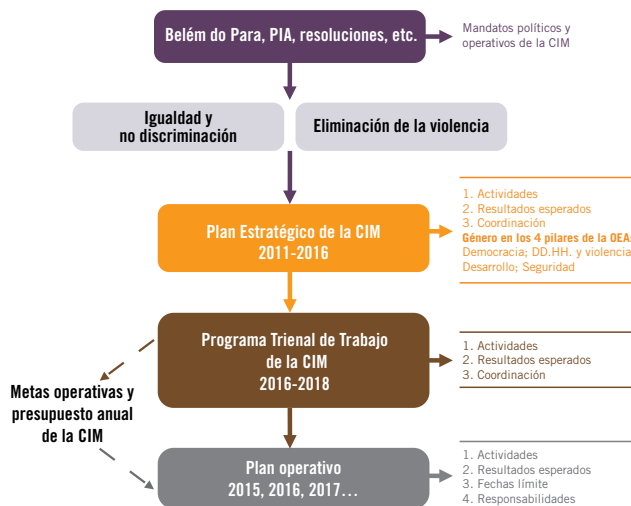 Belém do Para, PIA, resoluciones, etc.
Mandatos políticos y
operativos de la CIM
Igualdad y
no discriminación
Eliminación de la violencia
Plan Estratégico de la CIM
2011-2016
1. Actividades
2. Resultados esperados
3. Coordinación
Género en los 4 pilares de la OEA:
Democracia; DD.HH. y violencia
Desarrollo; Seguridad
Programa Trienal de Trabajo
de la CIM
2016-2018
1. Actividades
2. Resultados esperados
3. Coordinación
Metas operativas y
presupuesto anual
de la CIM
Plan operativo
2015, 2016, 2017…
1. Actividades
2. Resultados esperados
3. Fechas límite
4. Responsabilidades